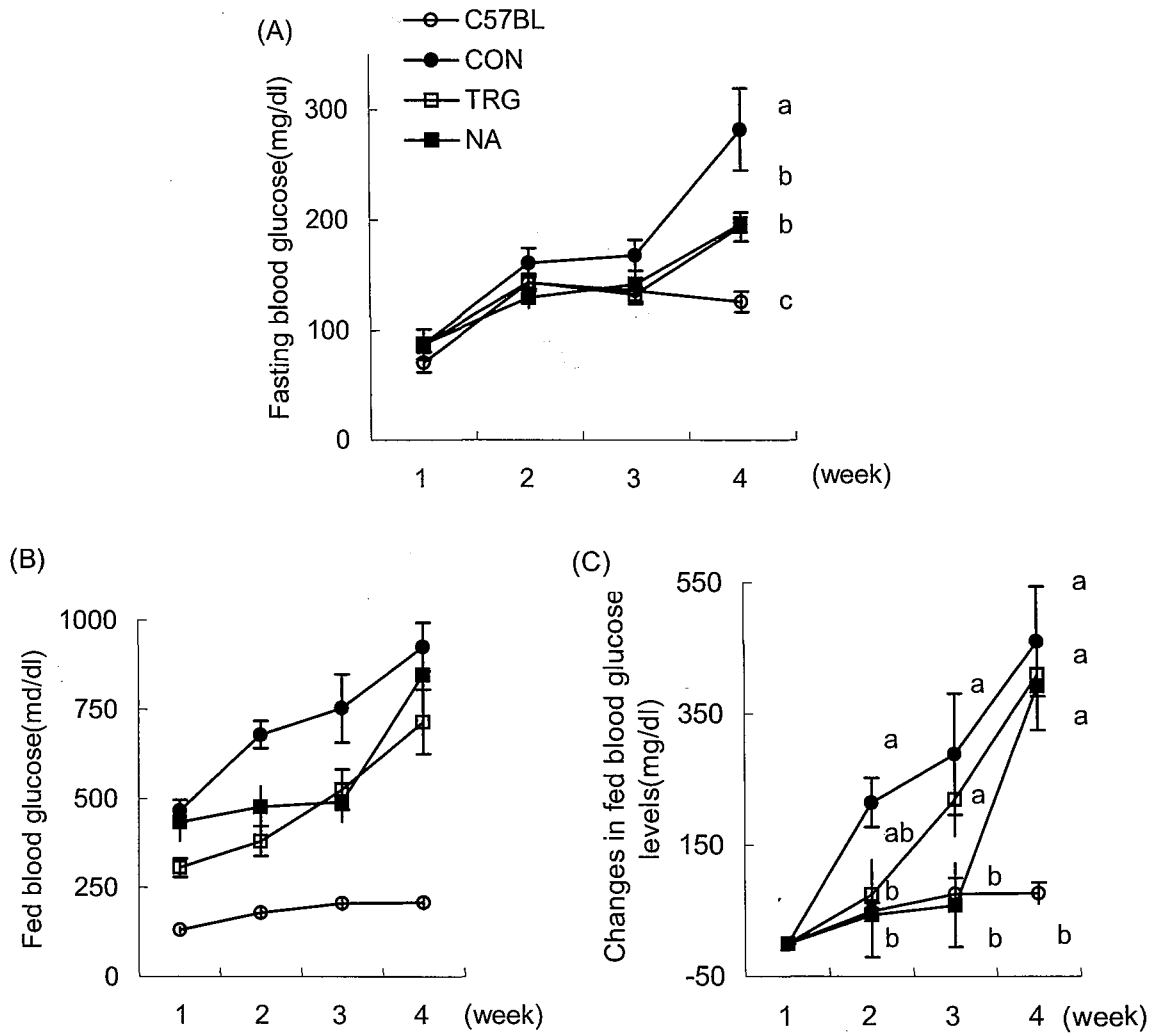 (A)
C57BL
CON
TRG
NA
Fasting blood glucose(mg/dl)
300
200
100
0
a
b
b
c
1 2 3 4 (week)
(B)
Fed blood glucose(md/dl)
1000
750
500
250
0
1 2 3 4 (week)
(C)
Changes in fed blood glucose
levels(mg/dl)
550
350
150
-50
a
a
a
a
a
a
ab
b
b
b
b
b
1 2 3 4 (week)